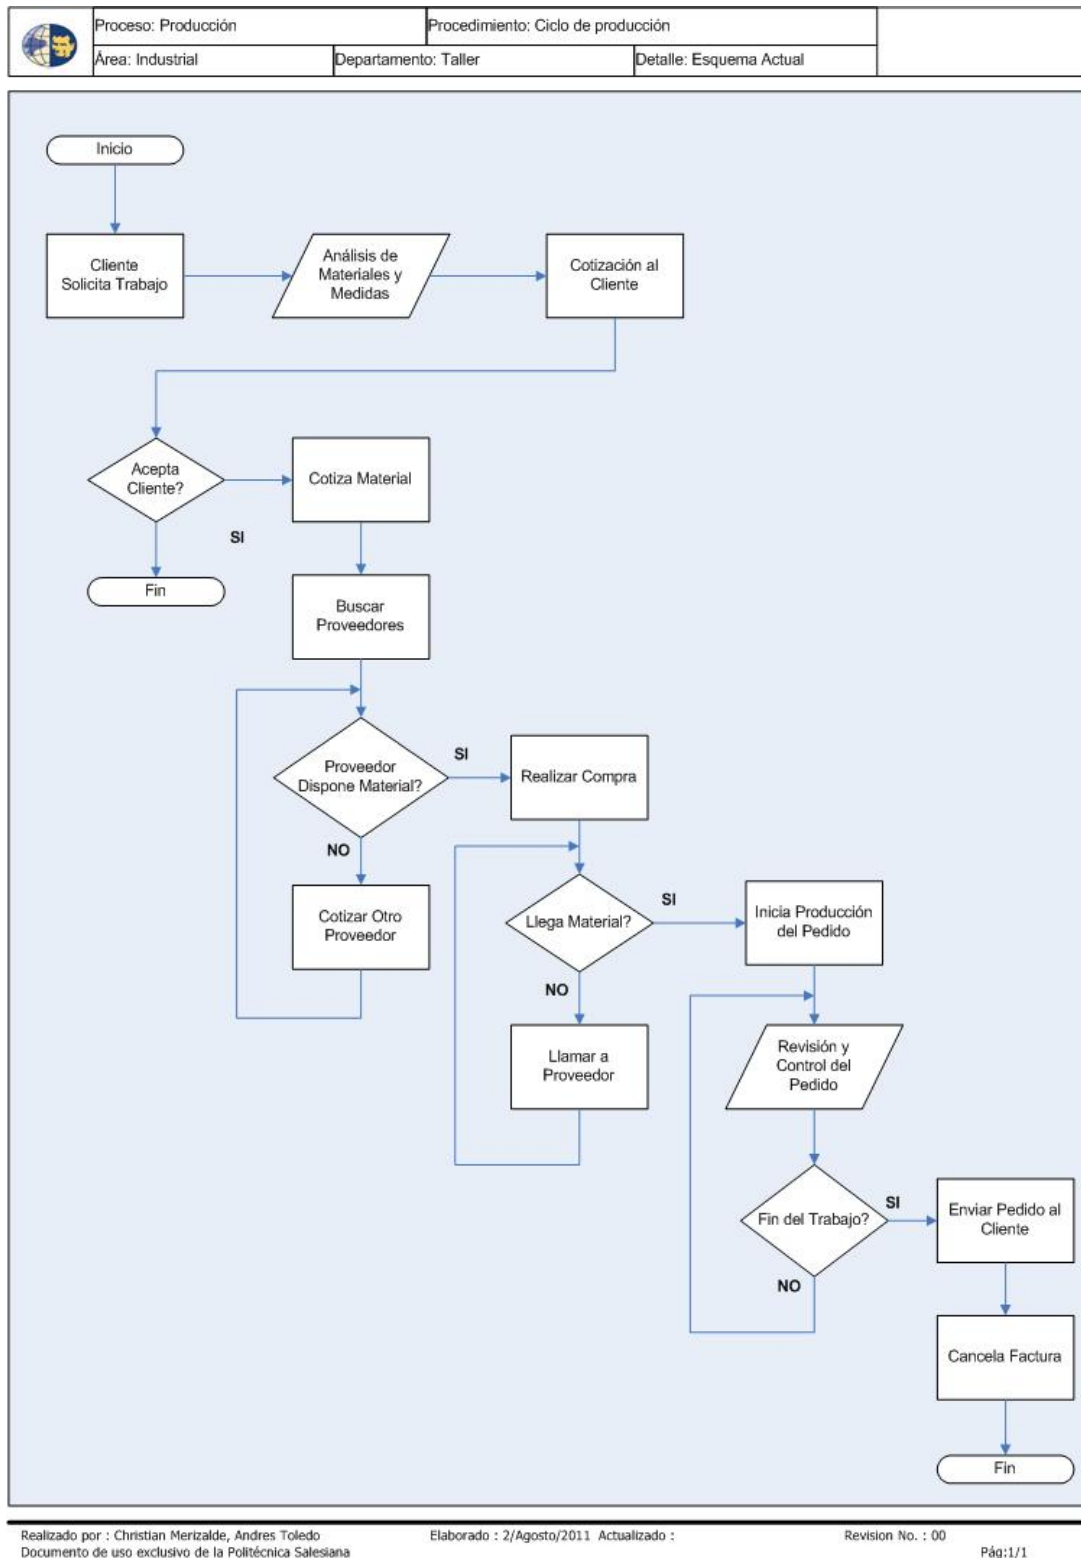 Proceso: Producción
Procedimiento: Ciclo de producción
Área: Industrial
Departamento: Taller
Detalle: Esquema Actual
Inicio
Cliente
Solicita Trabajo
Análisis de
Materiales y
Medidas
Cotización al
Cliente
Acepta
Cliente?
SI
Cotiza Material
Fin
Buscar
Proveedores
Proveedor
Dispone Material?
SI
Realizar Compra
NO
Cotizar Otro
Proveedor
Llega Material?
SI
Inicia Producción
del Pedido
NO
Llamar a
Proveedor
Revisión y
Control del
Pedido
Fin del Trabajo?
SI
Enviar Pedido al
Cliente
NO
Cancela Factura
Fin
Realizado por : Christian Merizalde, Andres Toledo
Elaborado : 2/Agosto/2011 Actualizado :
Revision No. : 00
Documento de uso exclusivo de la Politécnica Salesiana
Pág:1/1